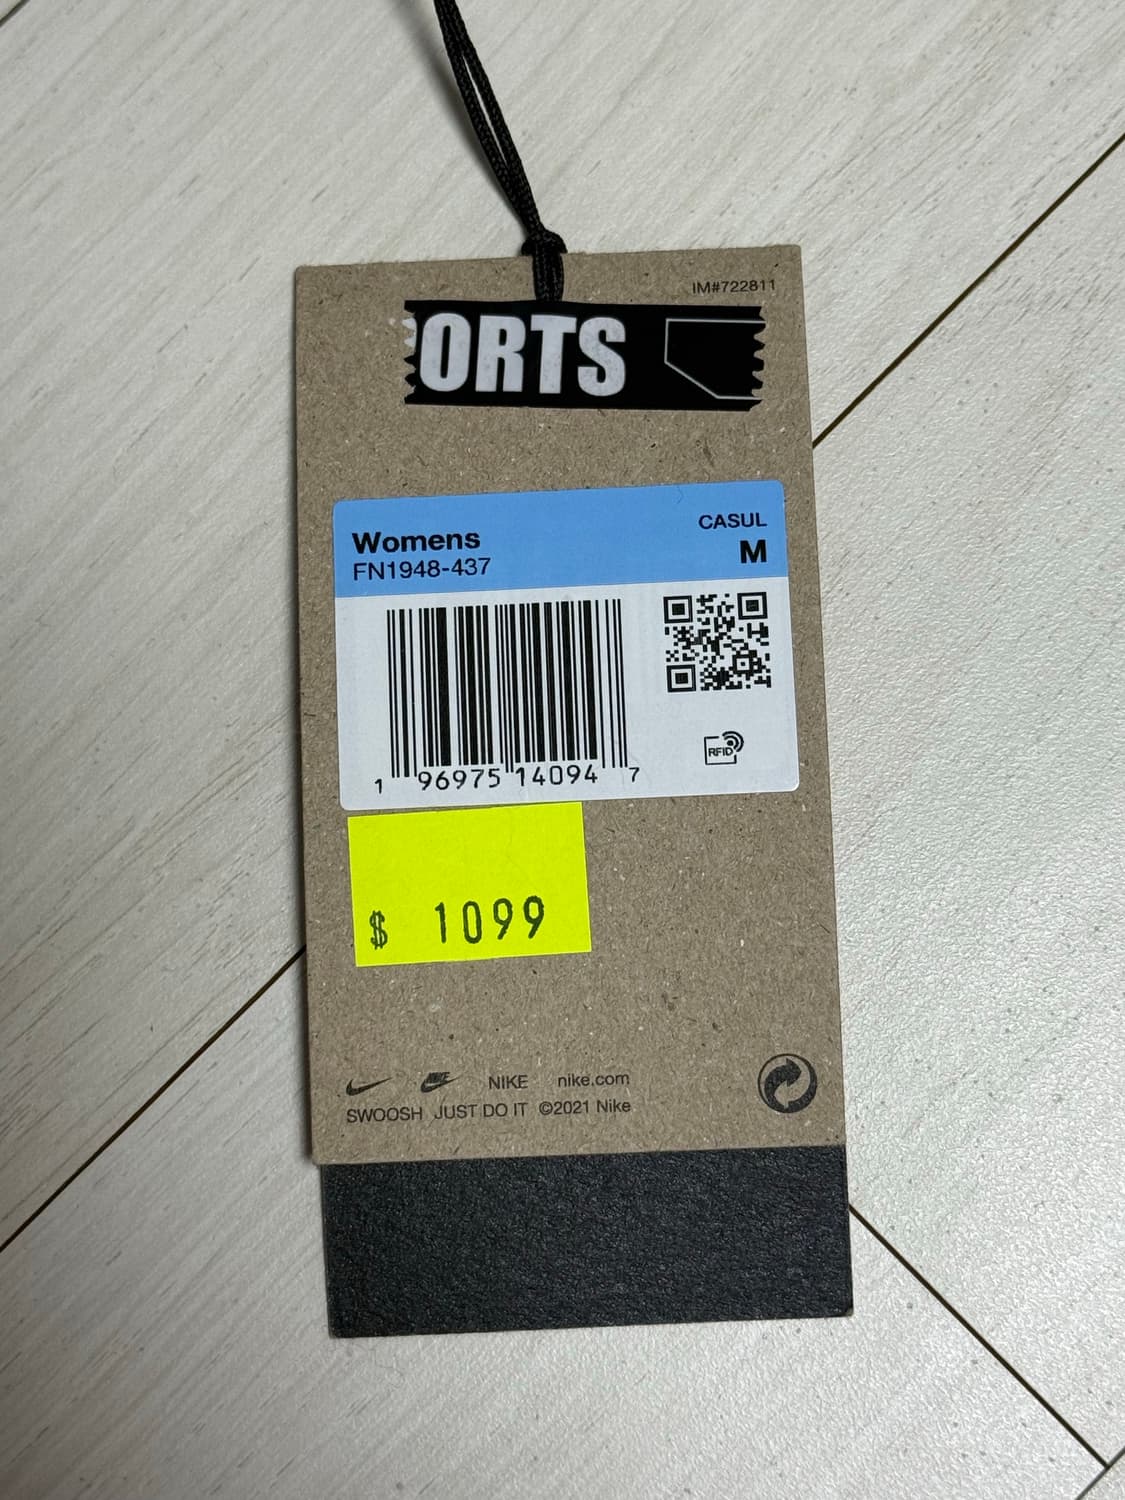 IM#722811
ORTS
Womens
CASUL
FN1948-437
M
RFID
1 96975 14094 7
$ 1099
NIKE nike.com
SWOOSH JUST DO IT ©2021 Nike